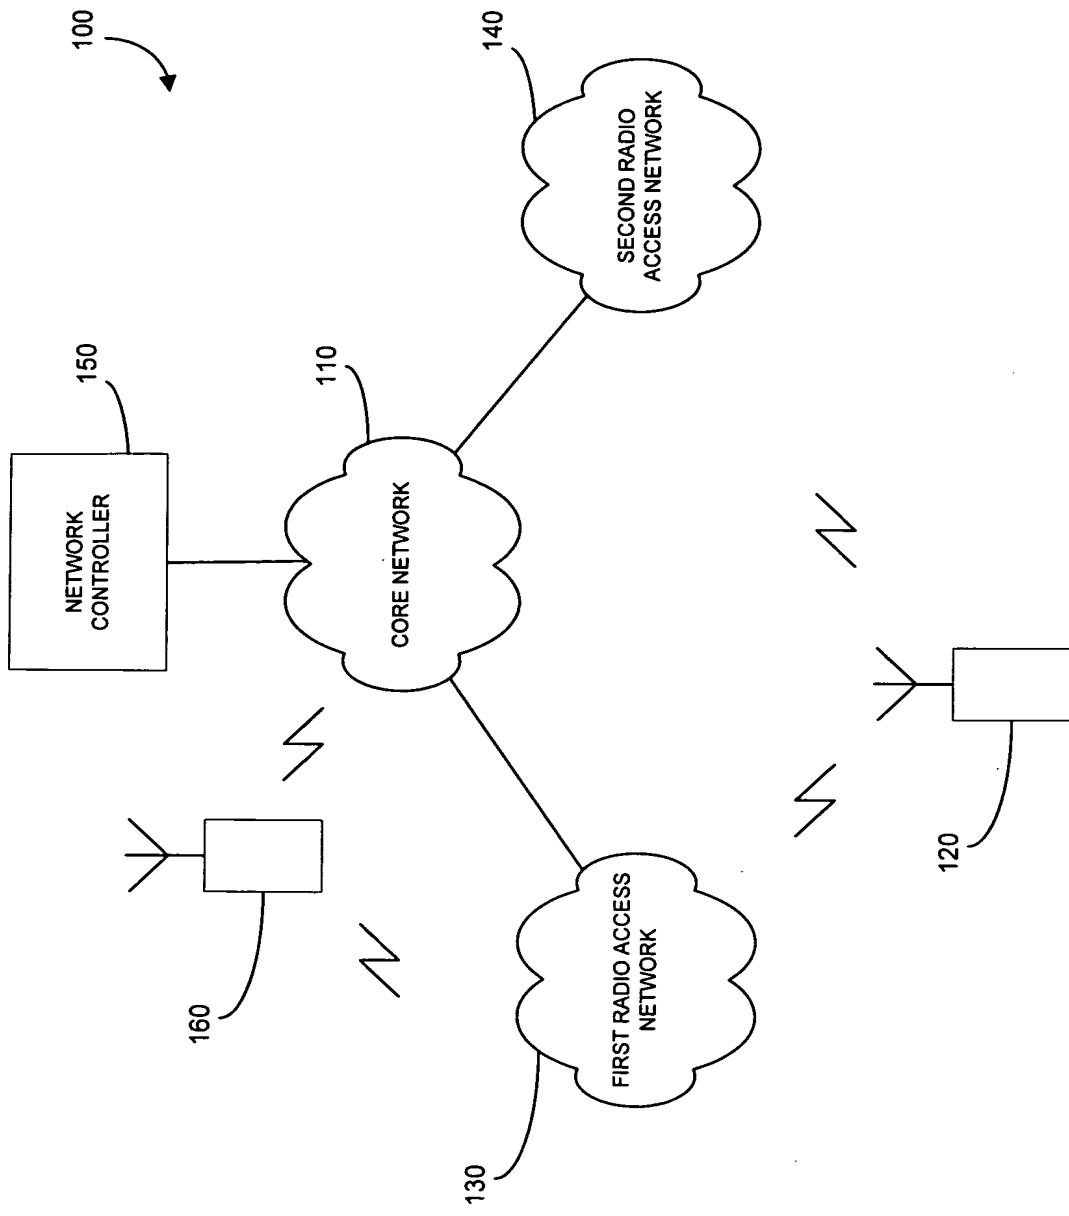 100
NETWORK
CONTROLLER
150
160
CORE NETWORK
110
FIRST RADIO ACCESS
NETWORK
130
SECOND RADIO
ACCESS NETWORK
140
120